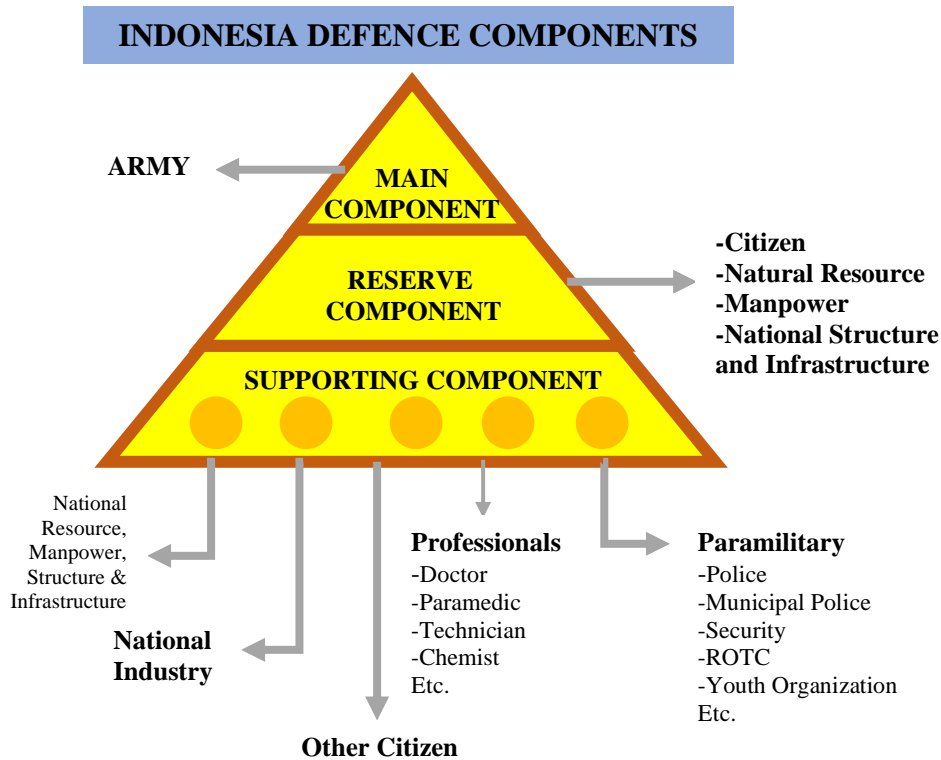 INDONESIA DEFENCE COMPONENTS
ARMY
MAIN
COMPONENT
-Citizen
-Natural Resource
-Manpower
-National Structure
and Infrastructure
RESERVE
COMPONENT
SUPPORTING COMPONENT
National
Resource,
Manpower,
Structure &
Infrastructure
National
Industry
Other Citizen
Professionals
-Doctor
-Paramedic
-Technician
-Chemist
Etc.
Paramilitary
-Police
-Municipal Police
-Security
-ROTC
-Youth Organization
Etc.